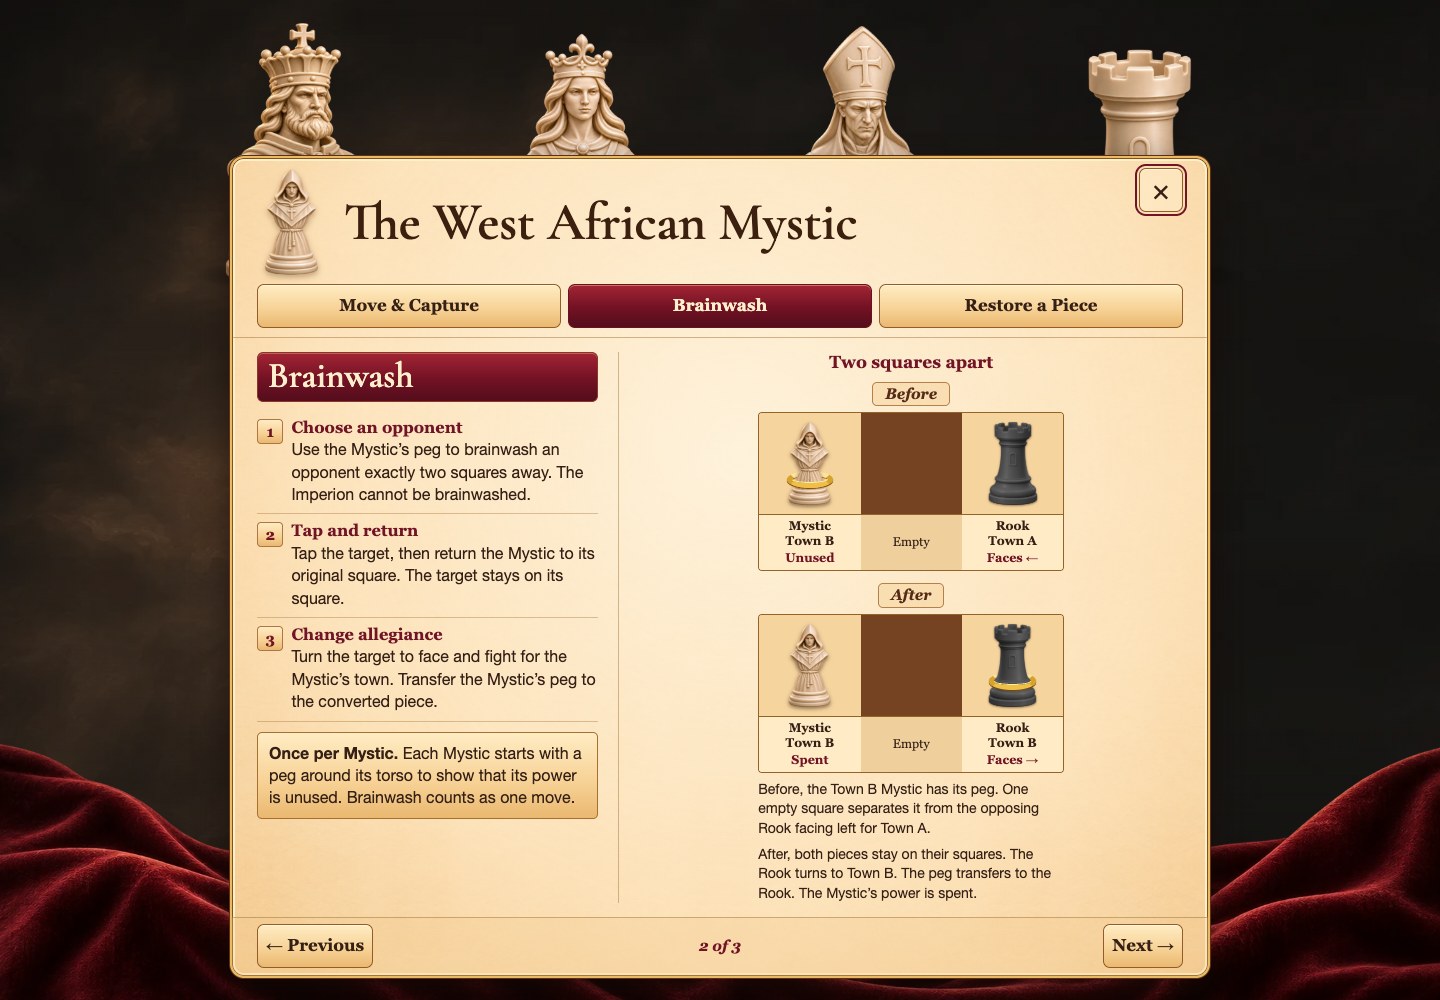 The West African Mystic
×
Move & Capture
Brainwash
Restore a Piece
Brainwash
1
Choose an opponent
Use the Mystic’s peg to brainwash an
opponent exactly two squares away. The
Imperion cannot be brainwashed.
2
Tap and return
Tap the target, then return the Mystic to its
original square. The target stays on its
square.
3
Change allegiance
Turn the target to face and fight for the
Mystic’s town. Transfer the Mystic’s peg to
the converted piece.
Once per Mystic. Each Mystic starts with a
peg around its torso to show that its power
is unused. Brainwash counts as one move.
Two squares apart
Before
Mystic
Town B
Unused
Empty
Rook
Town A
Faces ←
After
Mystic
Town B
Spent
Empty
Rook
Town B
Faces →
Before, the Town B Mystic has its peg. One
empty square separates it from the opposing
Rook facing left for Town A.
After, both pieces stay on their squares. The
Rook turns to Town B. The peg transfers to the
Rook. The Mystic’s power is spent.
← Previous
2 of 3
Next →